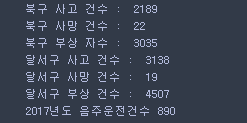 북구 사고 건수 :  2189
북구 사망 건수 :  22
북구 부상 자수 :  3035
달서구 사고 건수 :  3138
달서구 사망 건수 :  19
달서구 부상 건수 :  4507
2017년도 음주운전건수 890